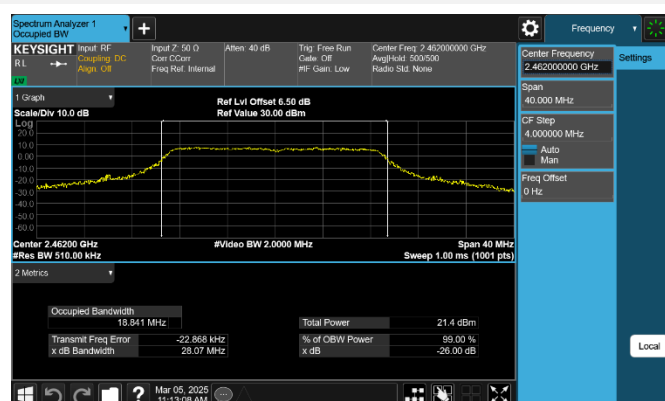 Spectrum Analyzer 1
Occupied BW
Frequency
KEYSIGHT
Input: RF
Input Z: 50 Ω
Atten: 40 dB
Trig: Free Run
Center Freq: 2.462000000 GHz
R L
Coupling: DC
Corr CCorr
Gate: Off
Avg|Hold: 500/500
Align: Off
Freq Ref: Internal
#IF Gain: Low
Radio Std: None
Center Frequency
2.462000000 GHz
Settings
Span
40.000 MHz
CF Step
4.000000 MHz
Auto
Man
Freq Offset
0 Hz
1 Graph
Ref Lvl Offset 6.50 dB
Scale/Div 10.0 dB
Ref Value 30.00 dBm
Log
20.0
10.0
0.00
-10.0
-20.0
-30.0
-40.0
-50.0
-60.0
Center 2.46200 GHz
#Video BW 2.0000 MHz
Span 40 MHz
#Res BW 510.00 kHz
Sweep 1.00 ms (1001 pts)
2 Metrics
Occupied Bandwidth
18.841 MHz
Total Power
21.4 dBm
Transmit Freq Error
-22.868 kHz
% of OBW Power
99.00 %
x dB Bandwidth
28.07 MHz
x dB
-26.00 dB
Local
?
Mar 05, 2025
11:13:08 AM